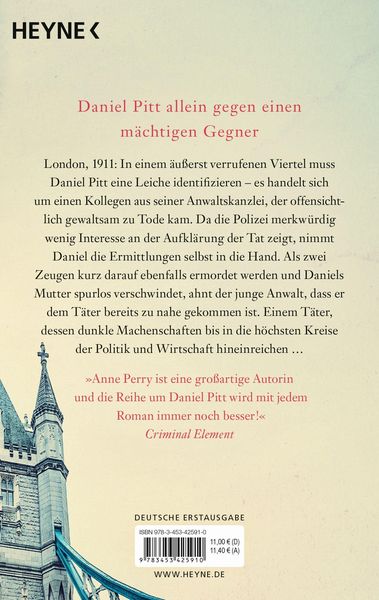 HEYNE
Daniel Pitt allein gegen einen
mächtigen Gegner
London, 1911: In einem äußerst verrufenen Viertel muss
Daniel Pitt eine Leiche identifizieren – es handelt sich
um einen Kollegen aus seiner Anwaltskanzlei, der offensicht-
lich gewaltsam zu Tode kam. Da die Polizei merkwürdig
wenig Interesse an der Aufklärung der Tat zeigt, nimmt
Daniel die Ermittlungen selbst in die Hand. Als zwei
Zeugen kurz darauf ebenfalls ermordet werden und Daniels
Mutter spurlos verschwindet, ahnt der junge Anwalt, dass er
dem Täter bereits zu nahe gekommen ist. Einem Täter,
dessen dunkle Machenschaften bis in die höchsten Kreise
der Politik und Wirtschaft hineinreichen …
»Anne Perry ist eine großartige Autorin
und die Reihe um Daniel Pitt wird mit jedem
Roman immer noch besser!«
Criminal Element
DEUTSCHE ERSTAUSGABE
ISBN 978-3-453-42591-0
11,00 € (D)
11,40 € (A)
9 783453 425910
WWW.HEYNE.DE